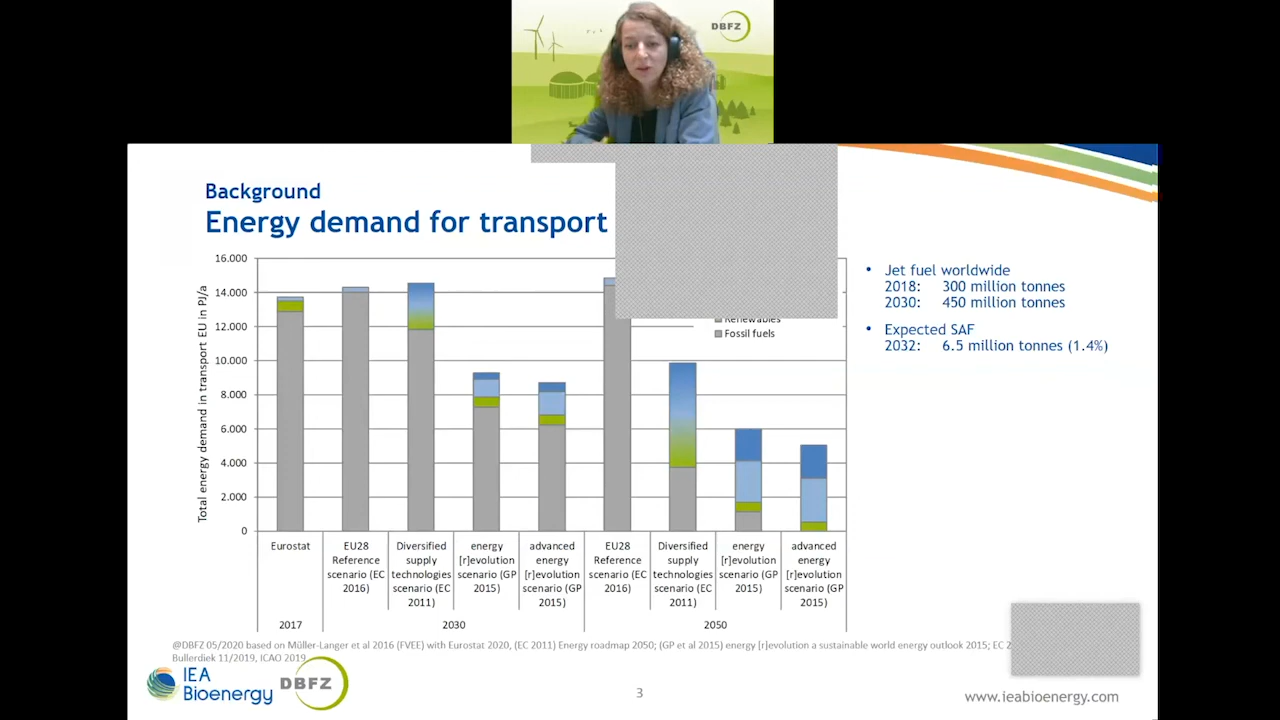 DBFZ
Background
Energy demand for transport
Total energy demand in transport EU in PJ/a
16.000
14.000
12.000
10.000
8.000
6.000
4.000
2.000
0
Renewables
Fossil fuels
Eurostat
EU28 Reference scenario (EC 2016)
Diversified supply technologies scenario (EC 2011)
energy [r]evolution scenario (GP 2015)
advanced energy [r]evolution scenario (GP 2015)
EU28 Reference scenario (EC 2016)
Diversified supply technologies scenario (EC 2011)
energy [r]evolution scenario (GP 2015)
advanced energy [r]evolution scenario (GP 2015)
2017
2030
2050
• Jet fuel worldwide
2018: 300 million tonnes
2030: 450 million tonnes
• Expected SAF
2032: 6.5 million tonnes (1.4%)
@DBFZ 05/2020 based on Müller-Langer et al 2016 (FVEE) with Eurostat 2020, (EC 2011) Energy roadmap 2050; (GP et al 2015) energy [r]evolution a sustainable world energy outlook 2015; EC
Bullerdiek 11/2019, ICAO 2019
IEA
Bioenergy
DBFZ
3
www.ieabioenergy.com